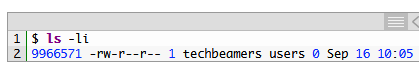 1 $ ls -li
2 9966571 -rw-r--r-- 1 techbeamers users 0 Sep 16 10:05